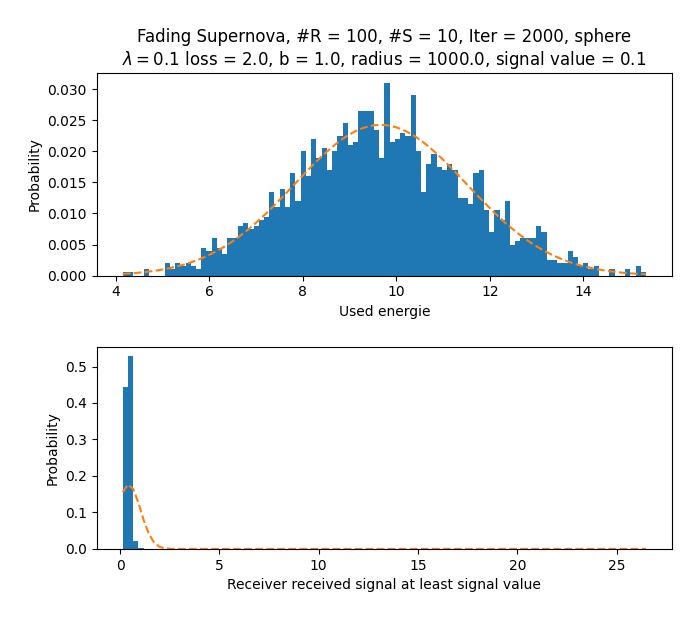 Fading Supernova, #R = 100, #S = 10, Iter = 2000, sphere
λ = 0.1 loss = 2.0, b = 1.0, radius = 1000.0, signal value = 0.1
0.030
0.025
0.020
0.015
0.010
0.005
0.000
Probability
4 6 8 10 12 14
Used energie
0.5
0.4
0.3
0.2
0.1
0.0
Probability
0 5 10 15 20 25
Receiver received signal at least signal value